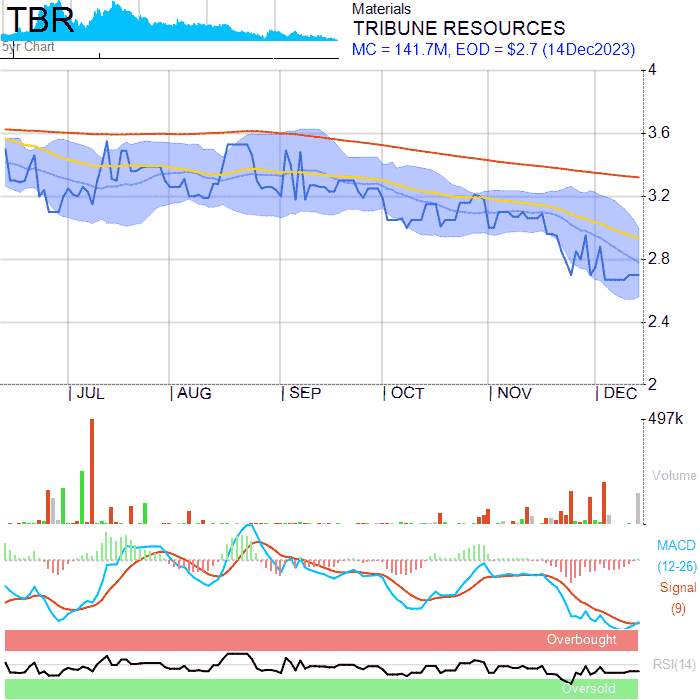 TBR
5yr Chart
Materials
TRIBUNE RESOURCES
MC = 141.7M, EOD = $2.7 (14Dec2023)
4
3.6
3.2
2.8
2.4
2
JUL AUG SEP OCT NOV DEC
497k
Volume
MACD
(12-26)
Signal
(9)
Overbought
RSI(14)
Oversold